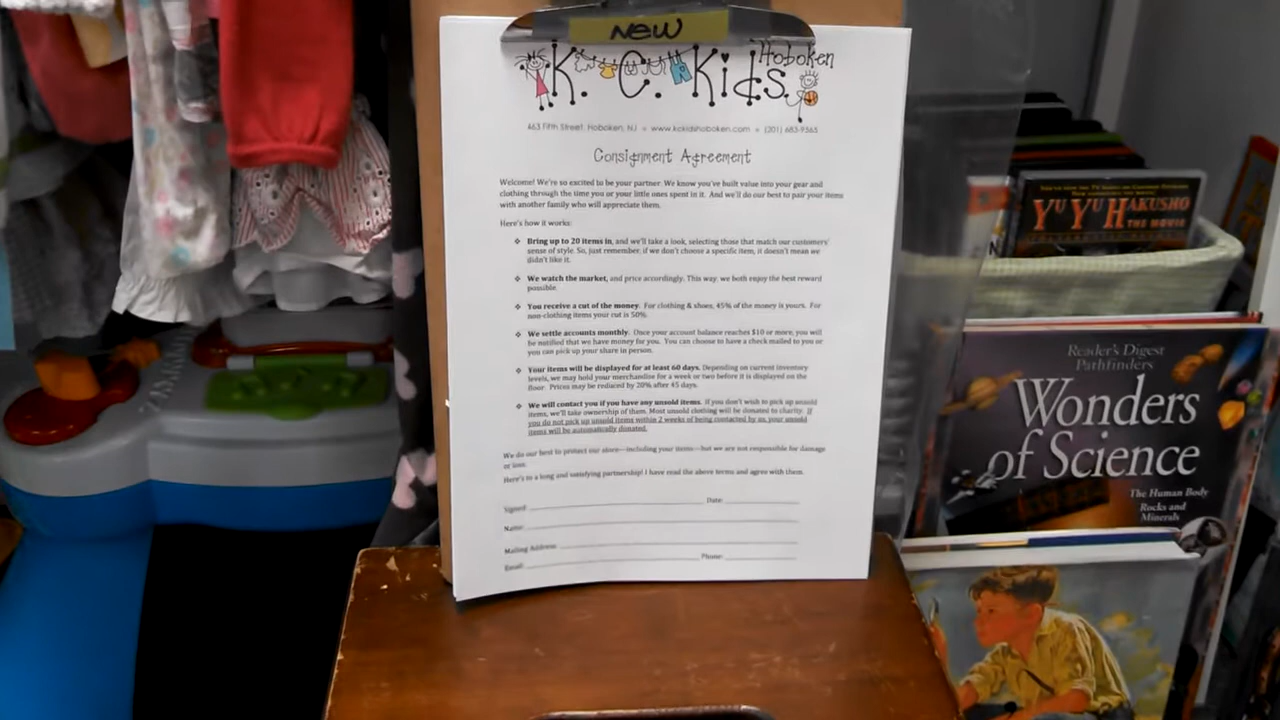 NEW
K. C. Kids Hoboken
463 Fifth Street, Hoboken, NJ • www.kckidshoboken.com • (201) 683-9365
Consignment Agreement
Welcome! We're so excited to be your partner. We know you've built value into your gear and
clothing through the time you or your little ones spent in it. And we'll do our best to pair your items
with another family who will appreciate them.
Here's how it works:
❖ Bring up to 20 items in, and we'll take a look, selecting those that match our customers'
sense of style. So, just remember, if we don't choose a specific item, it doesn't mean we
didn't like it.
❖ We watch the market, and price accordingly. This way, we both enjoy the best reward
possible.
❖ You receive a cut of the money. For clothing & shoes, 45% of the money is yours. For
non-clothing items your cut is 50%.
❖ We settle accounts monthly. Once your account balance reaches $10 or more, you will
be notified that we have money for you. You can choose to have a check mailed to you or
you can pick up your share in person.
❖ Your items will be displayed for at least 60 days. Depending on current inventory
levels, we may hold your merchandise for a week or two before it is displayed on the
floor. Prices may be reduced by 20% after 45 days.
❖ We will contact you if you have any unsold items. If you don't wish to pick up unsold
items, we'll take ownership of them. Most unsold clothing will be donated to charity. If
you do not pick up unsold items within 2 weeks of being contacted by us, your unsold
items will be automatically donated.
We do our best to protect our store—including your items—but we are not responsible for damage
or loss.
Here's to a long and satisfying partnership! I have read the above terms and agree with them.
Signed: Date:
Name:
Mailing Address:
Email: Phone:
YU YU HAKUSHO
THE MOVIE
Reader's Digest
Pathfinders
Wonders
of Science
The Human Body
Rocks and
Minerals